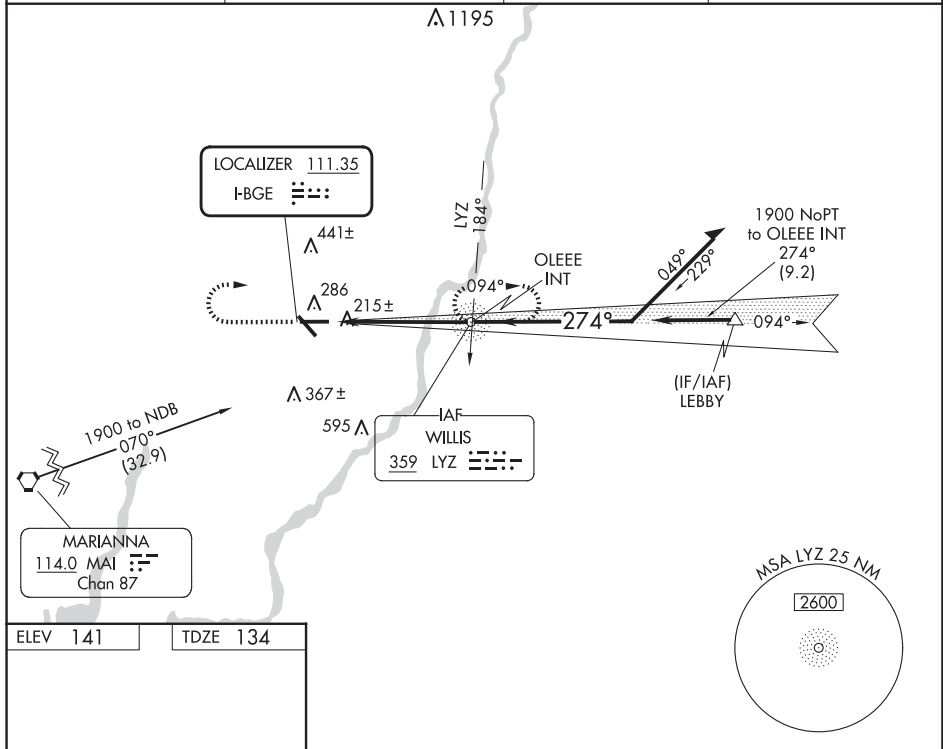 1195
LOCALIZER 111.35
I-BGE
441±
286
215±
LYZ
184°
OLEEE
INT
094°
049°
229°
1900 NoPT
to OLEEE INT
274°
(9.2)
274°
094°
(IF/IAF)
LEBBY
367±
595
IAF
WILLIS
359 LYZ
1900 to NDB
070°
(32.9)
MARIANNA
114.0 MAI
Chan 87
MSA LYZ 25 NM
2600
ELEV 141
TDZE 134